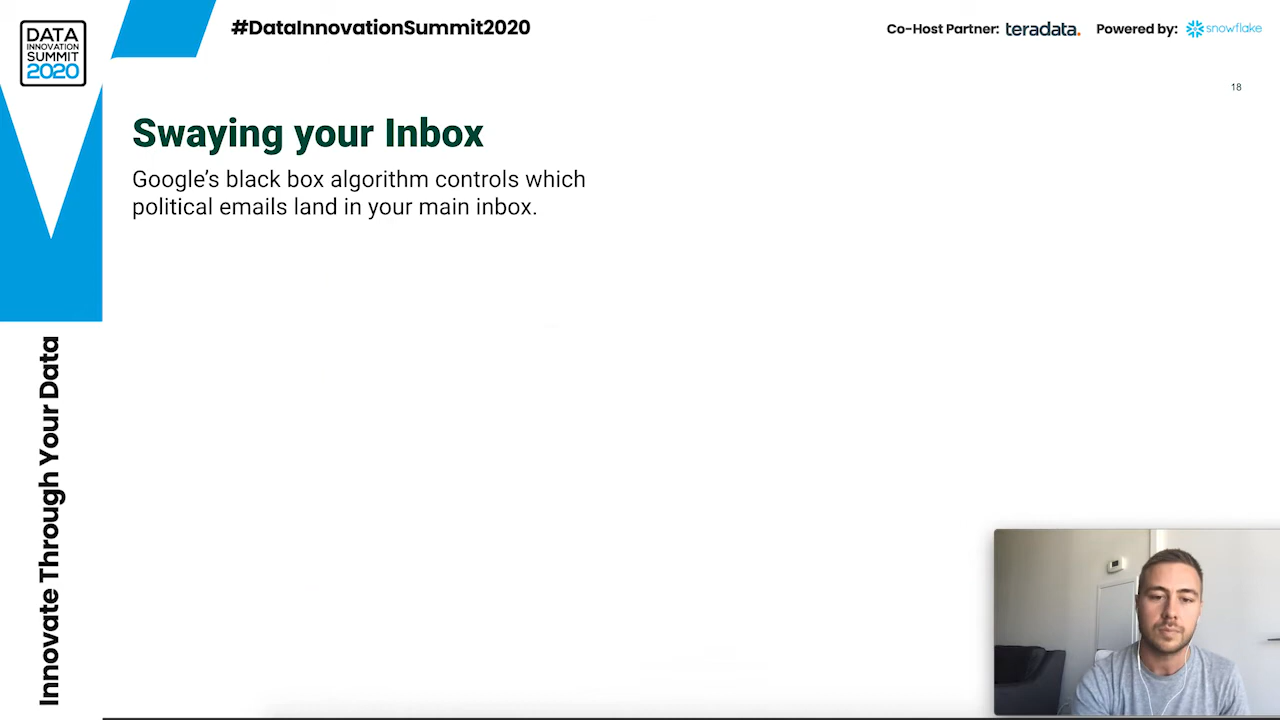 DATA
INNOVATION
SUMMIT
2020
#DataInnovationSummit2020
Co-Host Partner: teradata. Powered by: snowflake
18
Swaying your Inbox
Google’s black box algorithm controls which
political emails land in your main inbox.
Innovate Through Your Data